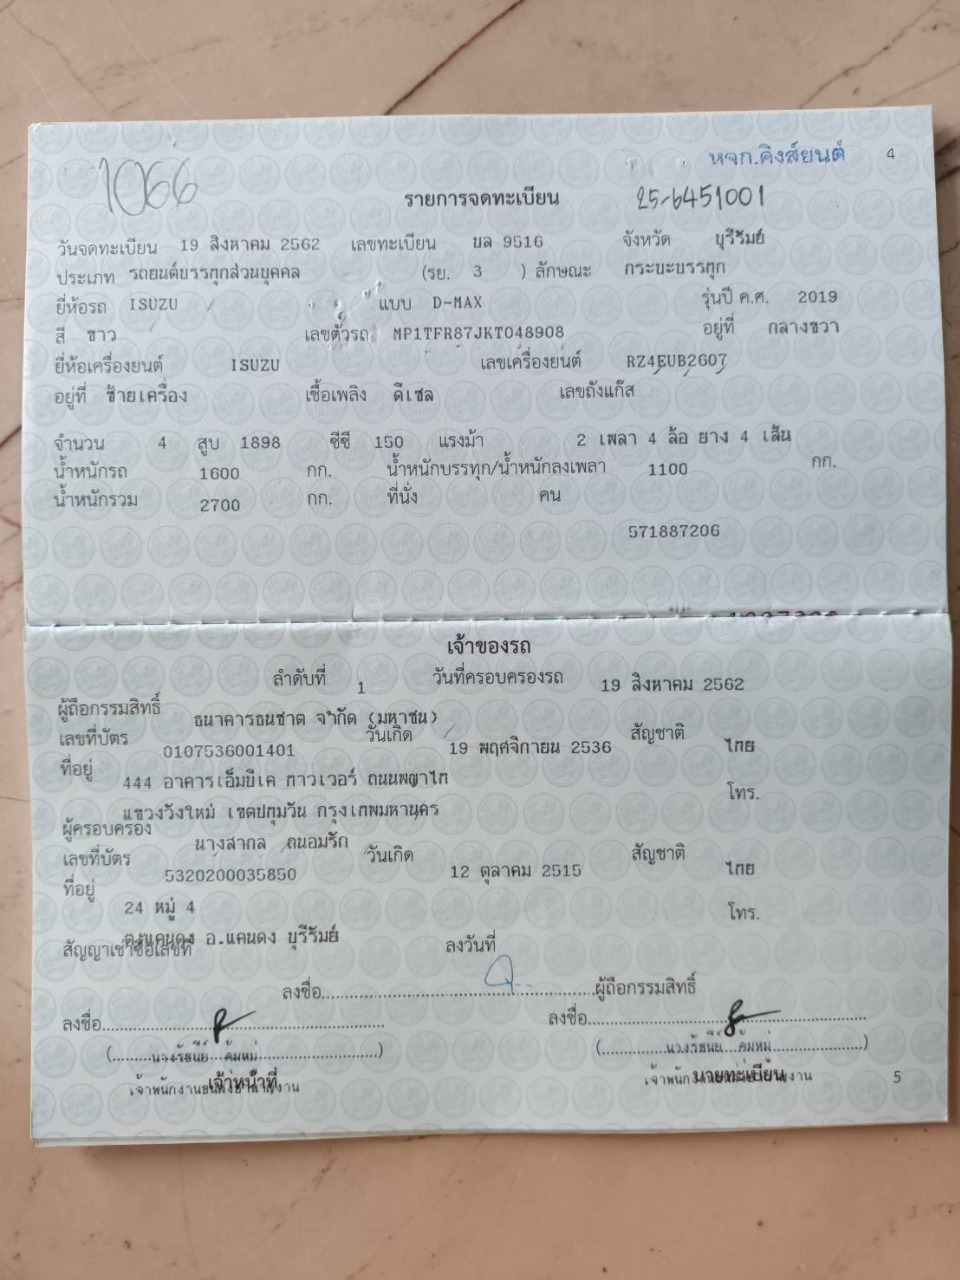 1066
หจก.คิงส์ยนต์ 4
รายการจดทะเบียน 25-6451001
วันจดทะเบียน 19 สิงหาคม 2562 เลขทะเบียน บล 9516 จังหวัด บุรีรัมย์
ประเภท รถยนต์บรรทุกส่วนบุคคล (รย. 3 ) ลักษณะ กระบะบรรทุก
ยี่ห้อรถ ISUZU แบบ D-MAX รุ่นปี ค.ศ. 2019
สี ขาว เลขตัวรถ MP1TFR87JKT048908 อยู่ที่ กลางขวา
ยี่ห้อเครื่องยนต์ ISUZU เลขเครื่องยนต์ RZ4EUB2607
อยู่ที่ ซ้ายเครื่อง เชื้อเพลิง ดีเซล เลขถังแก๊ส
จำนวน 4 สูบ 1898 ซีซี 150 แรงม้า 2 เพลา 4 ล้อ ยาง 4 เส้น
น้ำหนักรถ 1600 กก. น้ำหนักบรรทุก/น้ำหนักลงเพลา 1100 กก.
น้ำหนักรวม 2700 กก. ที่นั่ง คน
571887206
เจ้าของรถ
ลำดับที่ 1 วันที่ครอบครองรถ 19 สิงหาคม 2562
ผู้ถือกรรมสิทธิ์ ธนาคารธนชาต จำกัด (มหาชน)
เลขที่บัตร 0107536001401 วันเกิด 19 พฤศจิกายน 2536 สัญชาติ ไทย
ที่อยู่ 444 อาคารเอ็มบีเค ทาวเวอร์ ถนนพญาไท
แขวงวังใหม่ เขตปทุมวัน กรุงเทพมหานคร โทร.
ผู้ครอบครอง นางสากล ถนอมรัก
เลขที่บัตร 5320200035850 วันเกิด 12 ตุลาคม 2515 สัญชาติ ไทย
ที่อยู่ 24 หมู่ 4 โทร.
ต.แคนดง อ.แคนดง บุรีรัมย์
สัญญาเช่าซื้อเลขที่ ลงวันที่
ลงชื่อ ผู้ถือกรรมสิทธิ์
ลงชื่อ ลงชื่อ
เจ้าหน้าที่ นายทะเบียน
5